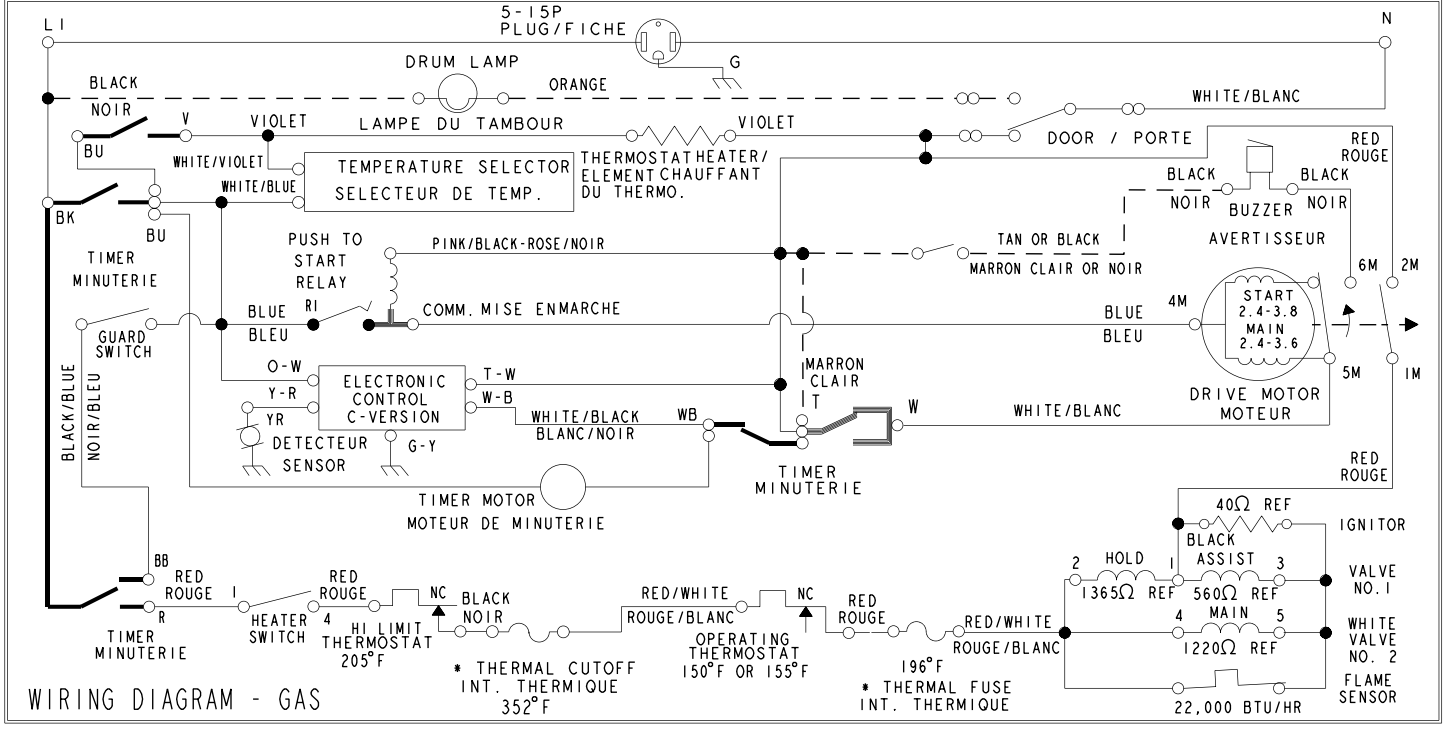 L1
5-15P
PLUG/FICHE
N
G
DRUM LAMP
BLACK
NOIR
ORANGE
WHITE/BLANC
LAMPE DU TAMBOUR
V
VIOLET
VIOLET
DOOR / PORTE
RED
ROUGE
BU
WHITE/VIOLET
TEMPERATURE SELECTOR
SELECTEUR DE TEMP.
THERMOSTAT HEATER/
ELEMENT CHAUFFANT
DU THERMO.
WHITE/BLUE
BLACK
NOIR
BUZZER
AVERTISSEUR
BLACK
NOIR
BK
BU
TIMER
MINUTERIE
PUSH TO
START
RELAY
PINK/BLACK-ROSE/NOIR
TAN OR BLACK
MARRON CLAIR OR NOIR
6M
2M
R1
BLUE
BLEU
COMM. MISE ENMARCHE
BLUE
BLEU
4M
START
2.4-3.8
MAIN
2.4-3.6
GUARD
SWITCH
5M
1M
DRIVE MOTOR
MOTEUR
BLACK/BLUE
NOIR/BLEU
O-W
Y-R
YR
ELECTRONIC
CONTROL
C-VERSION
T-W
W-B
G-Y
DETECTEUR
SENSOR
WHITE/BLACK
BLANC/NOIR
WB
MARRON
CLAIR
T
W
WHITE/BLANC
TIMER
MINUTERIE
TIMER MOTOR
MOTEUR DE MINUTERIE
RED
ROUGE
40Ω REF
IGNITOR
BLACK
2
HOLD
1
ASSIST
3
1365Ω REF
560Ω REF
VALVE
NO.1
4
MAIN
5
1220Ω REF
WHITE
VALVE
NO. 2
FLAME
SENSOR
22,000 BTU/HR
BB
R
TIMER
MINUTERIE
RED
ROUGE
1
HEATER
SWITCH
4
RED
ROUGE
NC
HI LIMIT
THERMOSTAT
205°F
BLACK
NOIR
* THERMAL CUTOFF
INT. THERMIQUE
352°F
RED/WHITE
ROUGE/BLANC
NC
OPERATING
THERMOSTAT
150°F OR 155°F
RED
ROUGE
196°F
* THERMAL FUSE
INT. THERMIQUE
RED/WHITE
ROUGE/BLANC
WIRING DIAGRAM - GAS